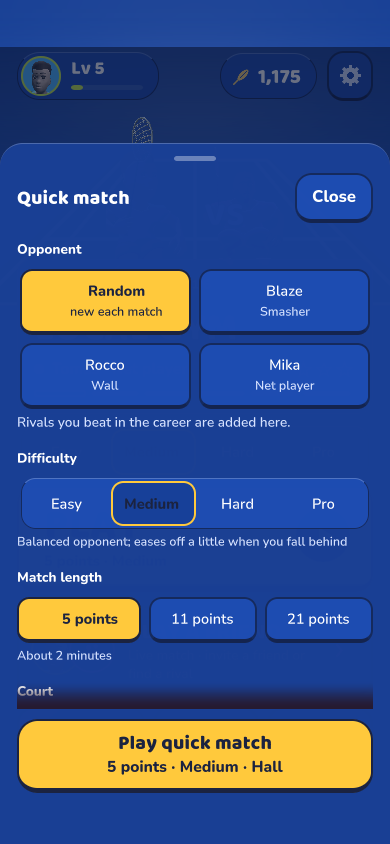 Lv 5
1,175
Quick match
Close
Opponent
Random
new each match
Blaze
Smasher
Rocco
Wall
Mika
Net player
Rivals you beat in the career are added here.
Difficulty
Easy
Medium
Hard
Pro
Balanced opponent; eases off a little when you fall behind
Match length
5 points
11 points
21 points
About 2 minutes
Court
Play quick match
5 points · Medium · Hall